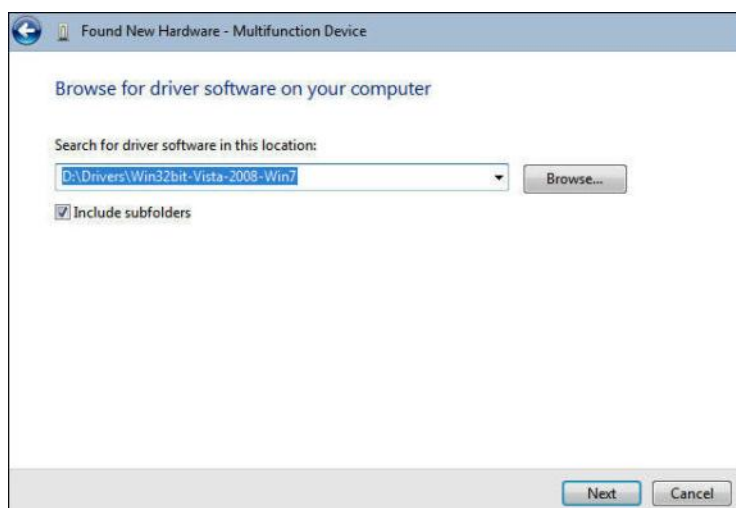 Found New Hardware - Multifunction Device
Browse for driver software on your computer
Search for driver software in this location:
D:\Drivers\Win32bit-Vista-2008-Win7
Browse...
Include subfolders
Next
Cancel